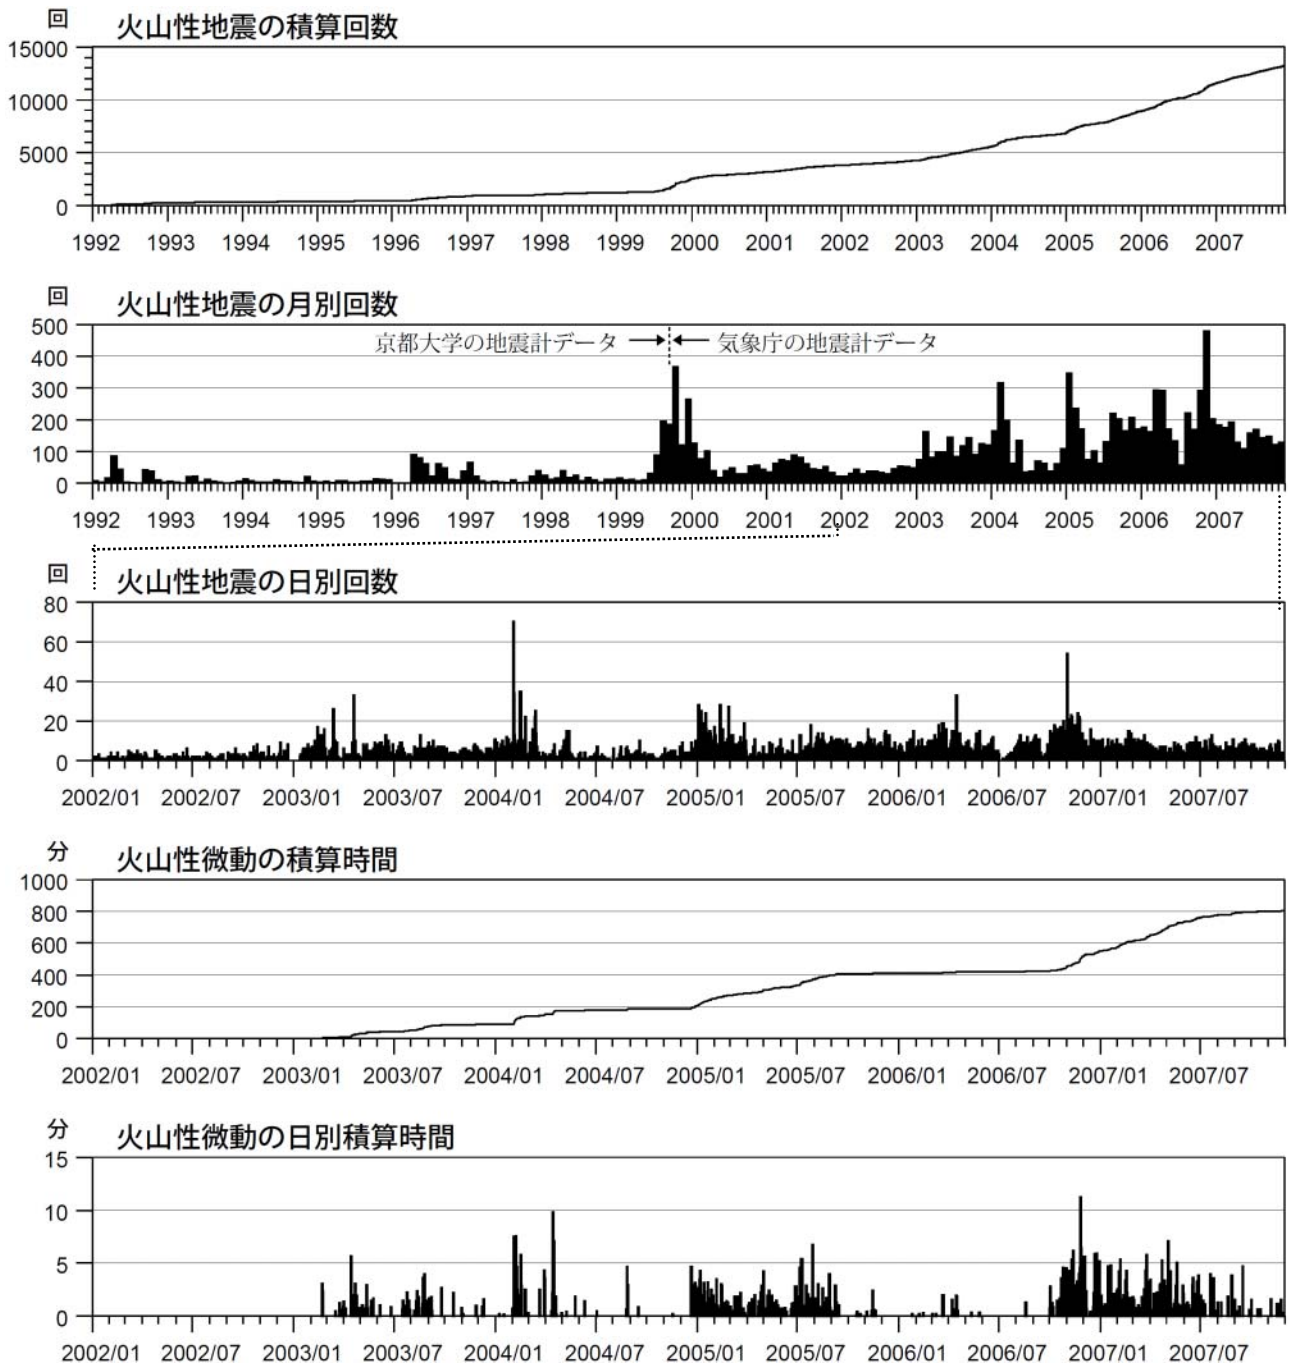 回 火山性地震の積算回数
15000
10000
5000
0
1992 1993 1994 1995 1996 1997 1998 1999 2000 2001 2002 2003 2004 2005 2006 2007
回 火山性地震の月別回数
500
京都大学の地震計データ 気象庁の地震計データ
400
300
200
100
0
1992 1993 1994 1995 1996 1997 1998 1999 2000 2001 2002 2003 2004 2005 2006 2007
回 火山性地震の日別回数
80
60
40
20
0
2002/01 2002/07 2003/01 2003/07 2004/01 2004/07 2005/01 2005/07 2006/01 2006/07 2007/01 2007/07
分 火山性微動の積算時間
1000
800
600
400
200
0
2002/01 2002/07 2003/01 2003/07 2004/01 2004/07 2005/01 2005/07 2006/01 2006/07 2007/01 2007/07
分 火山性微動の日別積算時間
15
10
5
0
2002/01 2002/07 2003/01 2003/07 2004/01 2004/07 2005/01 2005/07 2006/01 2006/07 2007/01 2007/07